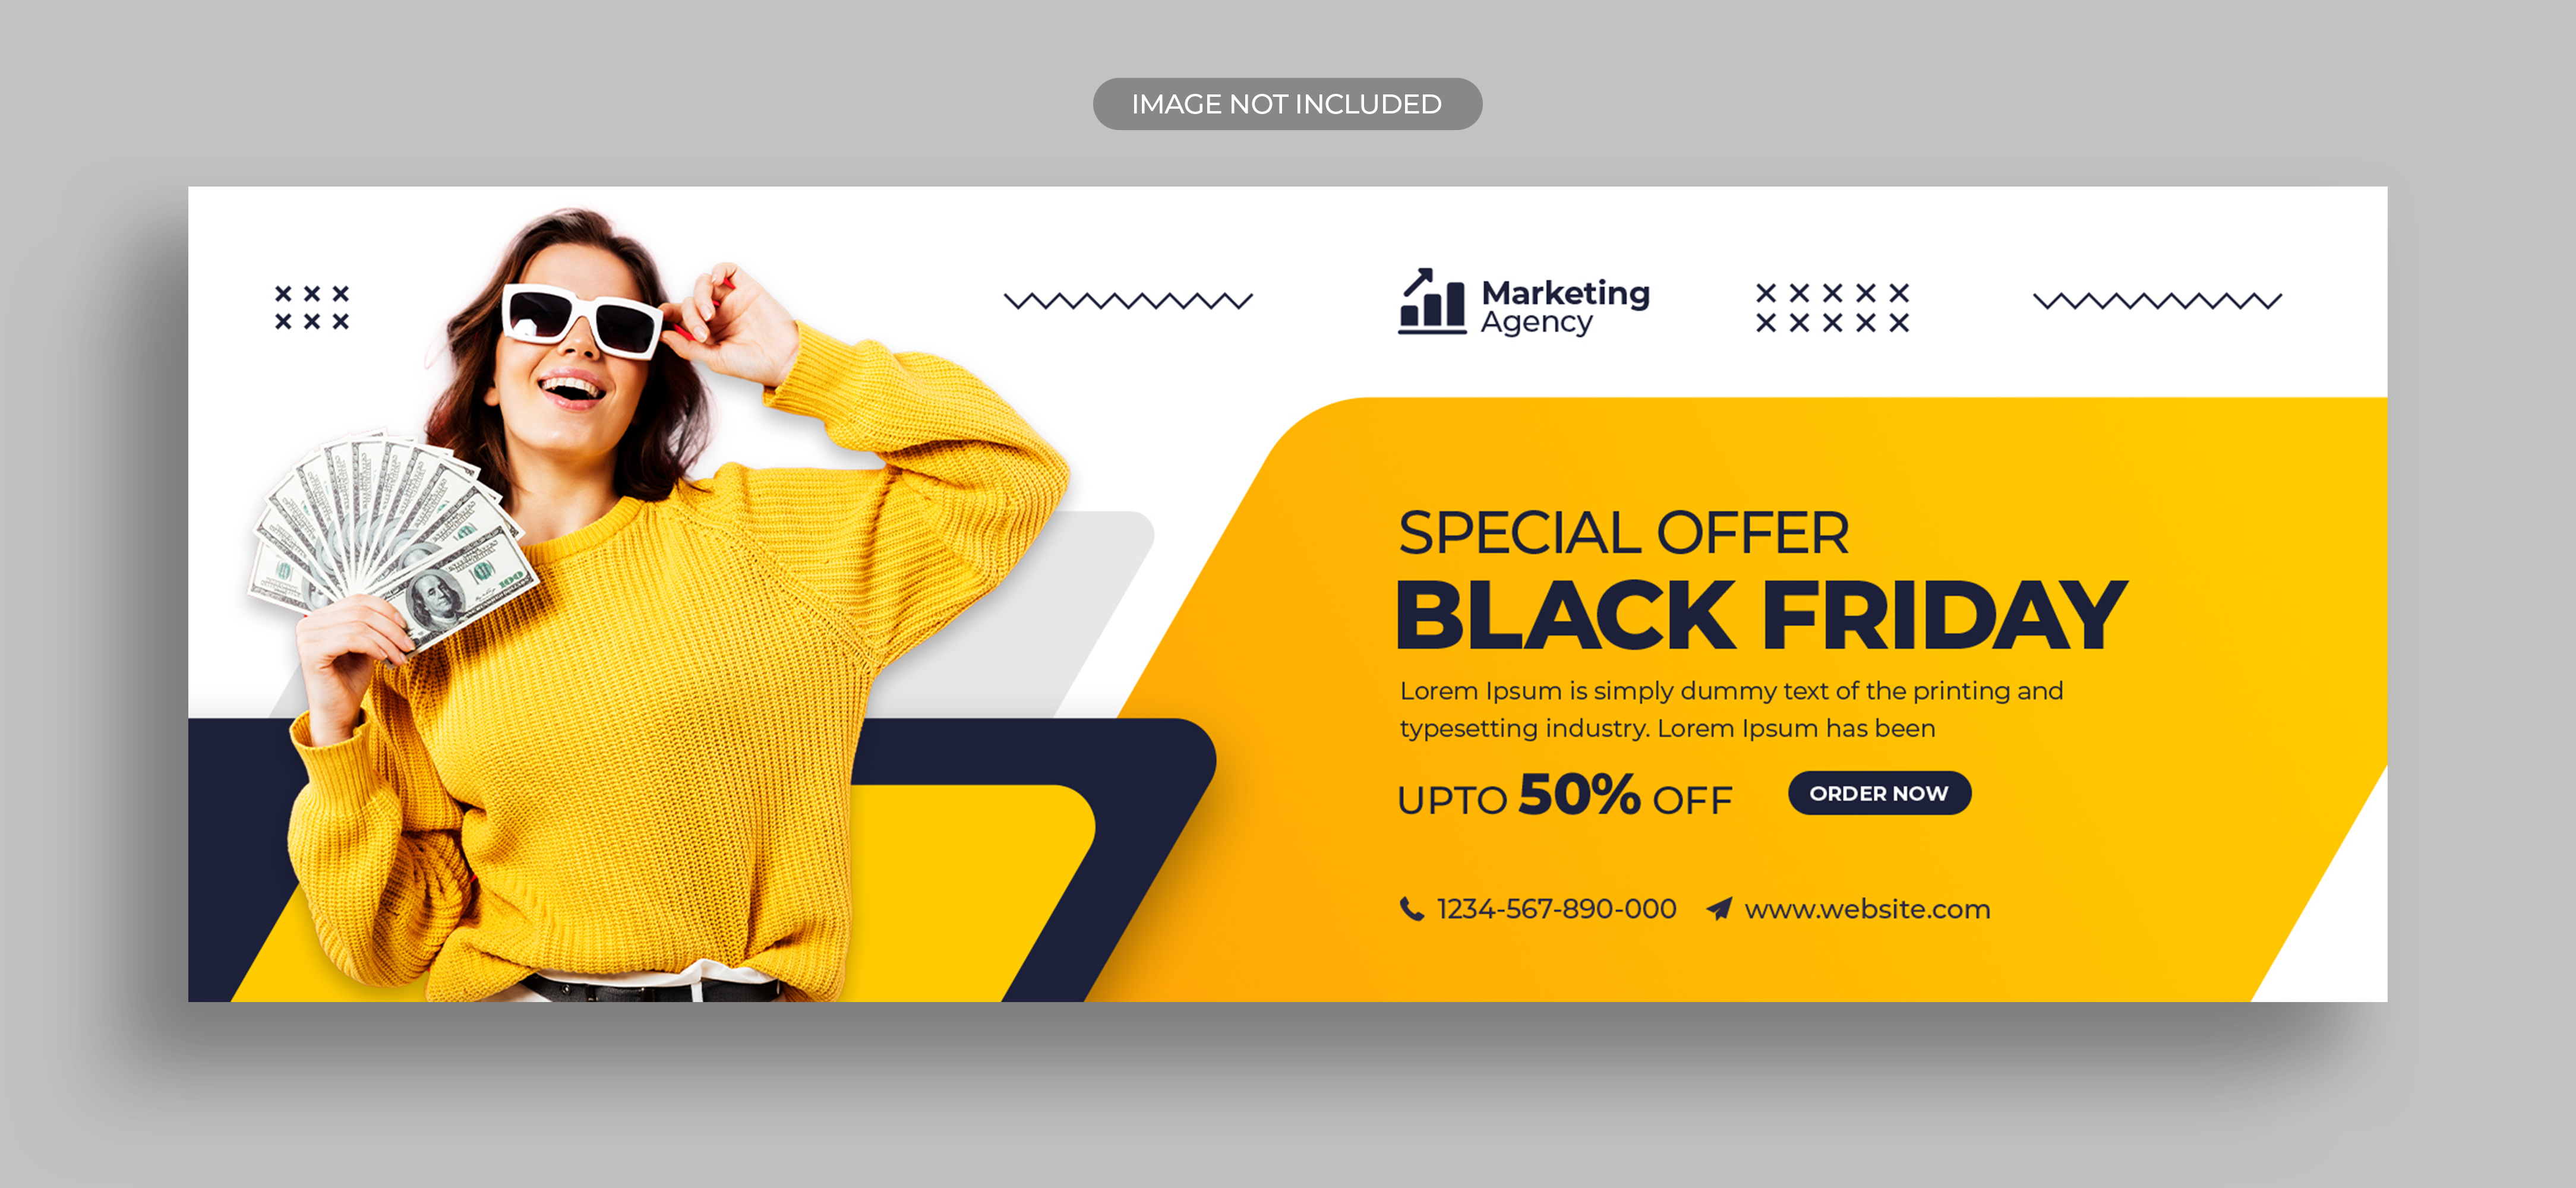 IMAGE NOT INCLUDED
Marketing
Agency
SPECIAL OFFER
BLACK FRIDAY
Lorem Ipsum is simply dummy text of the printing and
typesetting industry. Lorem Ipsum has been
UPTO 50% OFF
ORDER NOW
1234-567-890-000
www.website.com
100